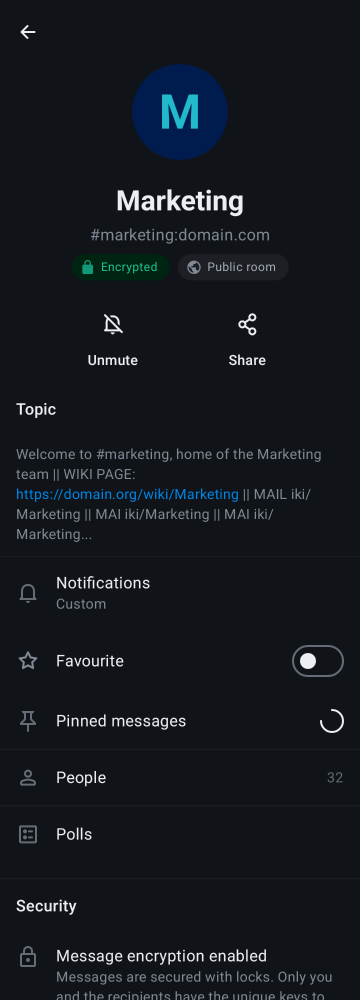 M
Marketing
#marketing:domain.com
Encrypted
Public room
Unmute
Share
Topic
Welcome to #marketing, home of the Marketing
team || WIKI PAGE:
https://domain.org/wiki/Marketing || MAIL iki/
Marketing || MAI iki/Marketing || MAI iki/
Marketing...
Notifications
Custom
Favourite
Pinned messages
People
32
Polls
Security
Message encryption enabled
Messages are secured with locks. Only you
and the recipients have the unique keys to